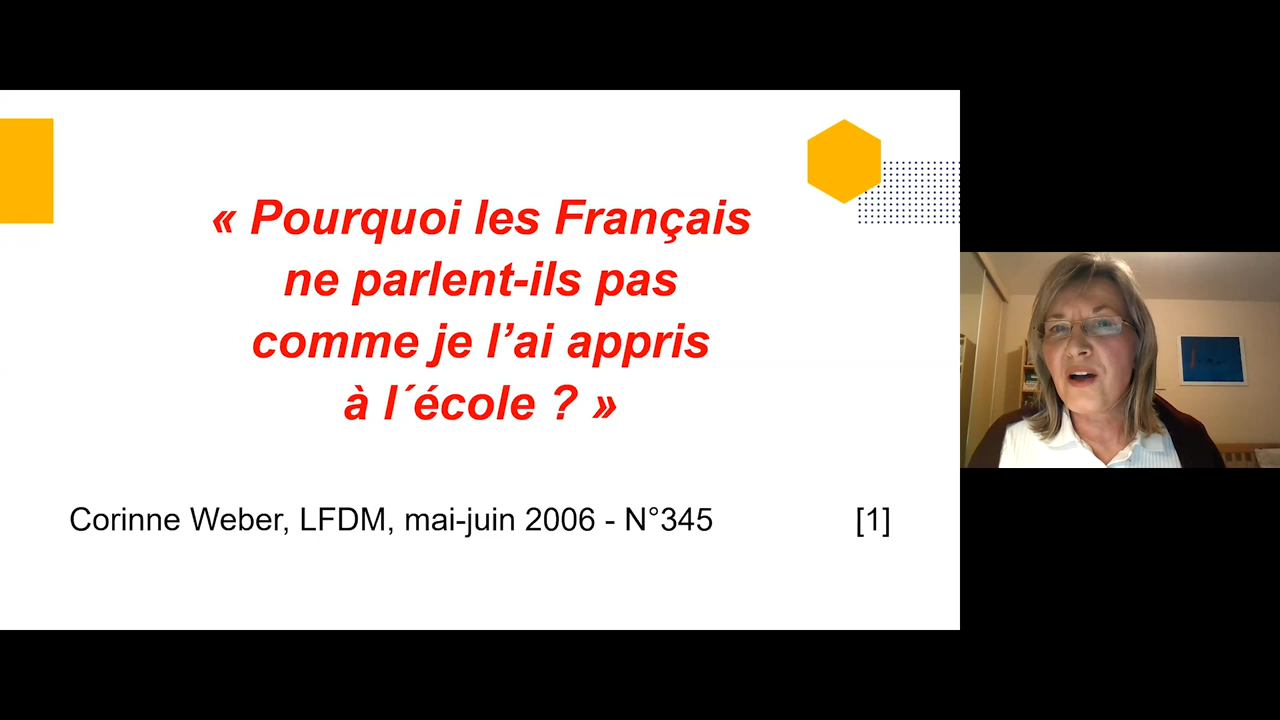 « Pourquoi les Français
ne parlent-ils pas
comme je l’ai appris
à l´école ? »
Corinne Weber, LFDM, mai-juin 2006 - N°345 [1]